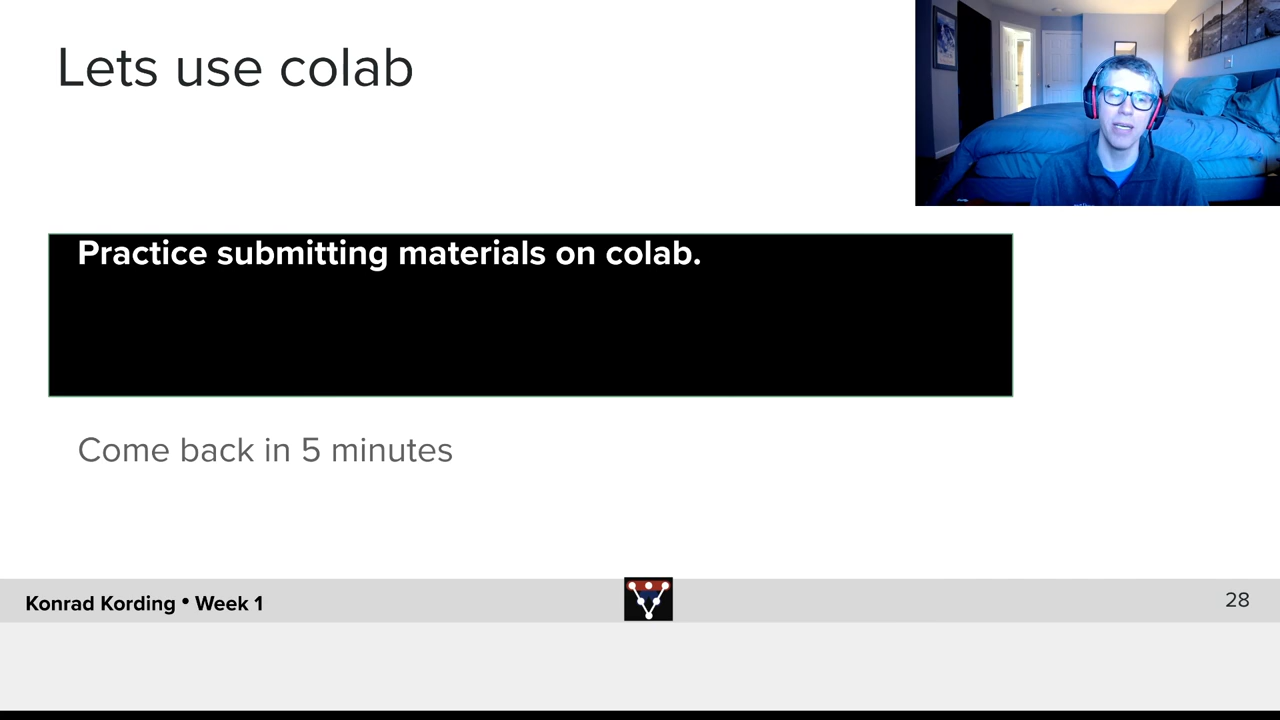 Lets use colab
Practice submitting materials on colab.
Come back in 5 minutes
Konrad Kording • Week 1
28